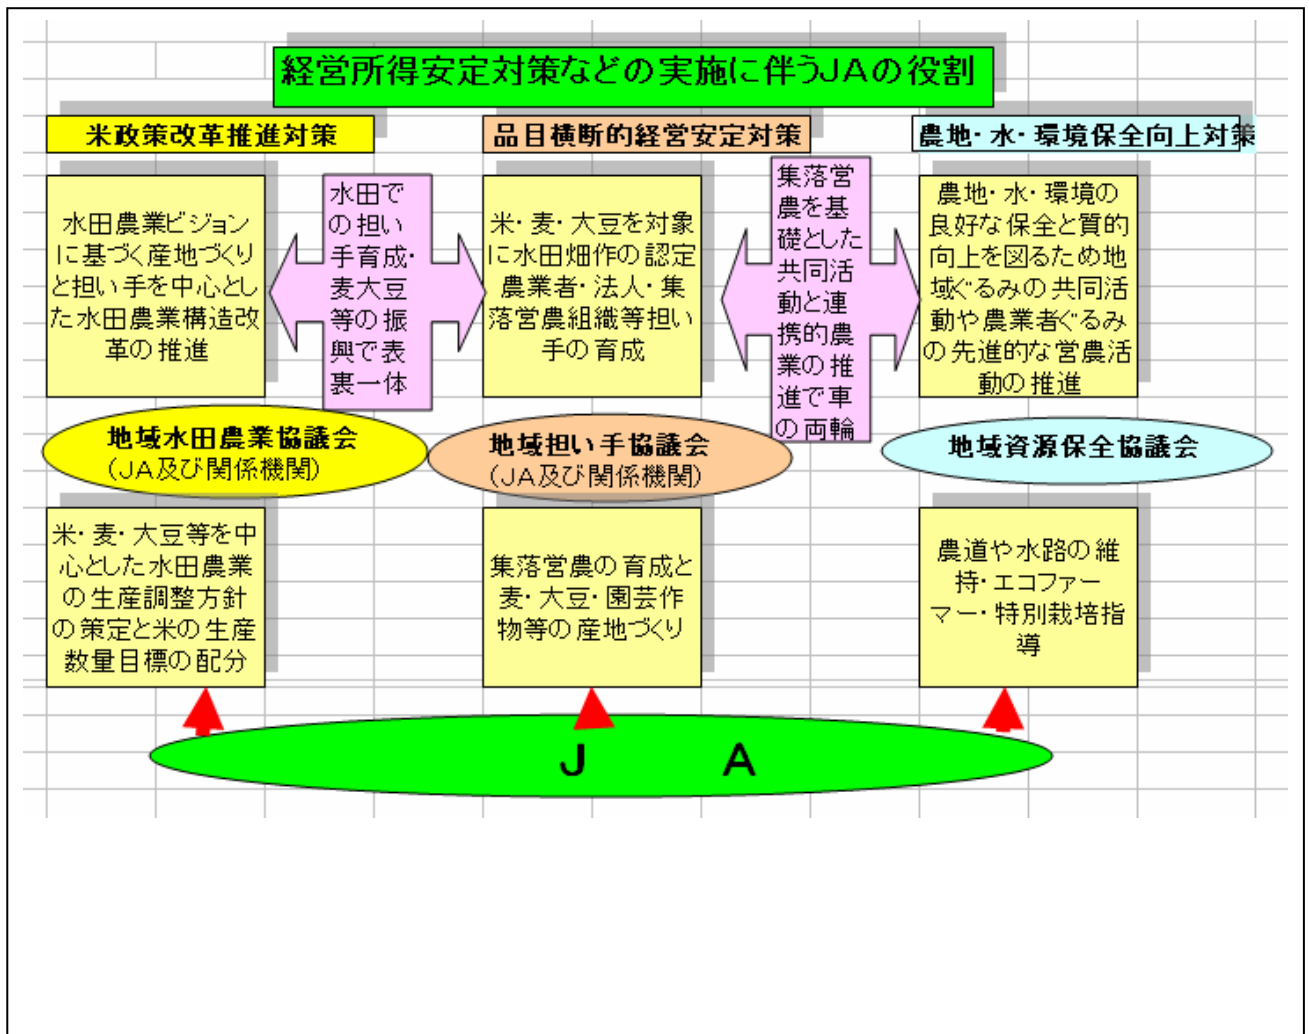 経営所得安定対策などの実施に伴うJAの役割
米政策改革推進対策
品目横断的経営安定対策
農地・水・環境保全向上対策
水田農業ビジョン
に基づく産地づくり
と担い手を中心とし
た水田農業構造改
革の推進
水田で
の担い
手育成・
麦大豆
等の振
興で表
裏一体
米・麦・大豆を対象
に水田畑作の認定
農業者・法人・集
落営農組織等担い
手の育成
集落営
農を基
礎とした
共同活
動と連
携的農
業の推
進で車
の両輪
農地・水・環境の
良好な保全と質的
向上を図るため地
域ぐるみの共同活
動や農業者ぐるみ
の先進的な営農活
動の推進
地域水田農業協議会
(JA及び関係機関)
地域担い手協議会
(JA及び関係機関)
地域資源保全協議会
米・麦・大豆等を中
心とした水田農業
の生産調整方針
の策定と米の生産
数量目標の配分
集落営農の育成と
麦・大豆・園芸作
物等の産地づくり
農道や水路の維
持・エコファー
マー・特別栽培指
導
J A